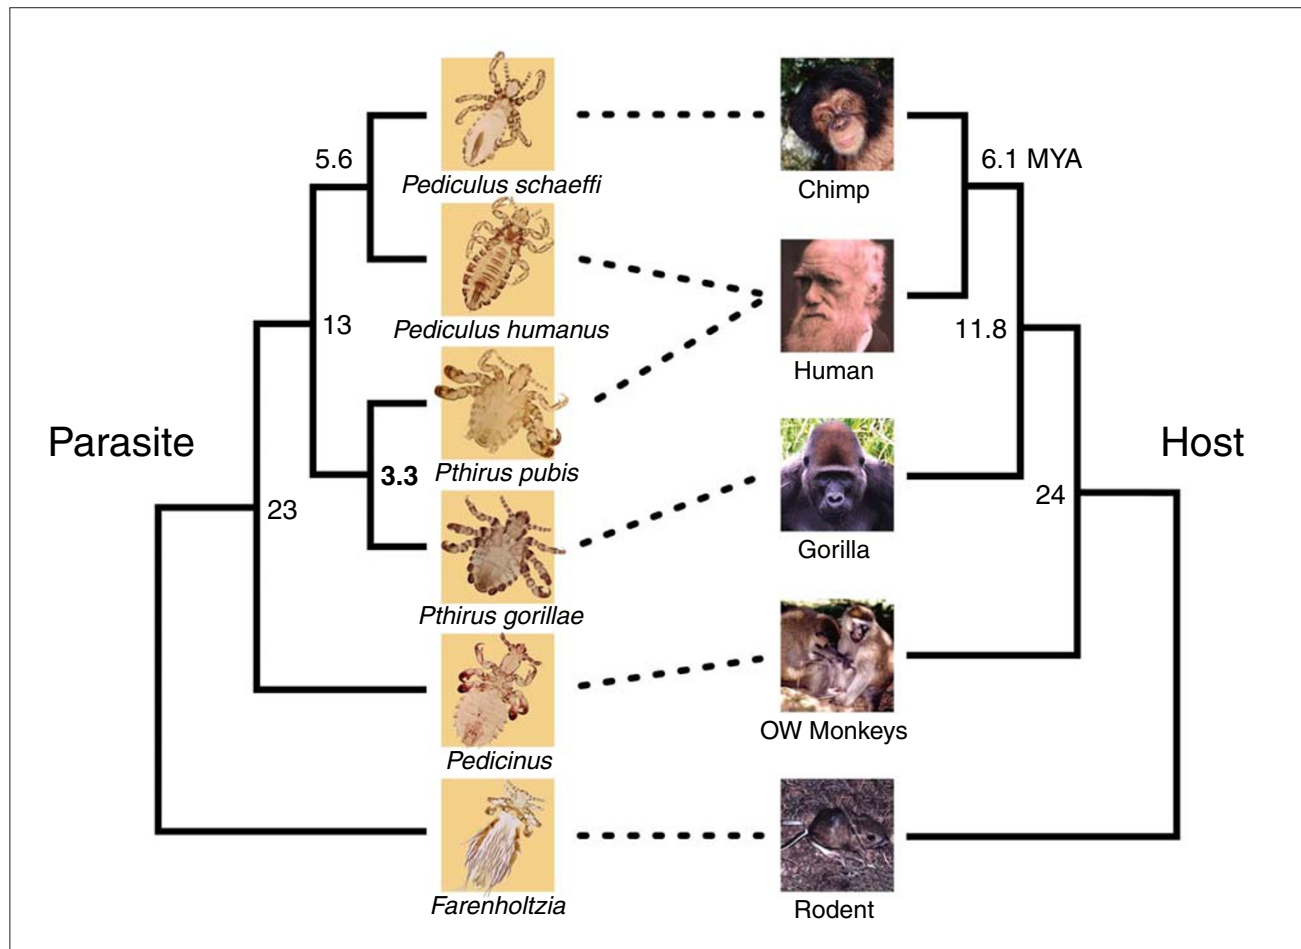 Pediculus schaeffi
Chimp
5.6
6.1 MYA
Pediculus humanus
Human
13
11.8
Parasite
Host
Pthirus pubis
3.3
Gorilla
23
24
Pthirus gorillae
OW Monkeys
Pedicinus
Farenholtzia
Rodent